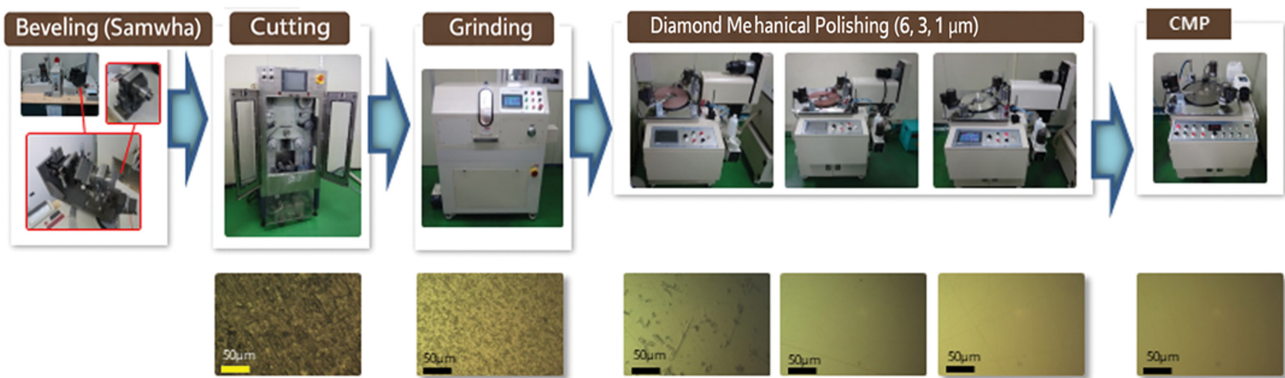 Beveling (Samwha)
Cutting
Grinding
Diamond Mehanical Polishing (6, 3, 1 μm)
CMP
50μm
50μm
50μm
50μm
50μm
50μm